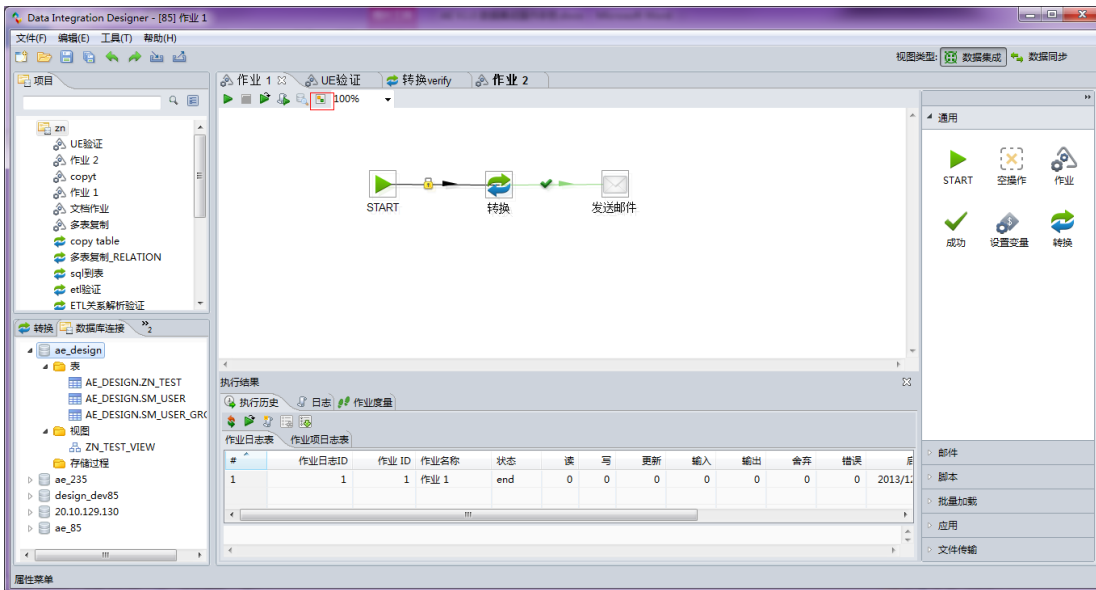 Data Integration Designer - [85] 作业 1
文件(F) 编辑(E) 工具(T) 帮助(H)
视图类型: 数据集成 数据同步
项目
作业 1 UE验证 转换verify 作业 2
100%
zn
UE验证
作业 2
copyt
作业 1
文档作业
多表复制
copy table
多表复制_RELATION
sql到表
etl验证
ETL关系解析验证
START 转换 发送邮件
通用
START 空操作 作业
成功 设置变量 转换
转换 数据库连接 »2
ae_design
表
AE_DESIGN.ZN_TEST
AE_DESIGN.SM_USER
AE_DESIGN.SM_USER_GR
视图
ZN_TEST_VIEW
存储过程
ae_235
design_dev85
20.10.129.130
ae_85
执行结果
执行历史 日志 作业度量
作业日志表 作业项日志表
# 作业日志ID 作业 ID 作业名称 状态 读 写 更新 输入 输出 舍弃 错误
1 1 1 作业 1 end 0 0 0 0 0 0 0 2013/12
邮件
脚本
批量加载
应用
文件传输
属性菜单